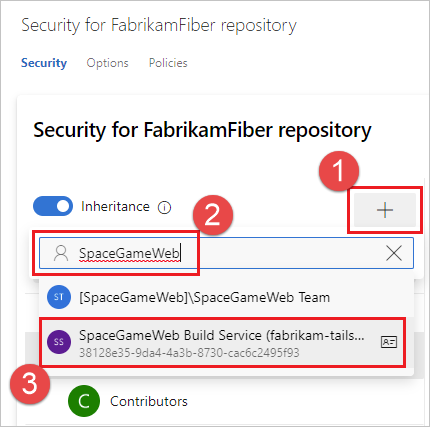 Security for FabrikamFiber repository
Security Options Policies
Security for FabrikamFiber repository
1
Inheritance
2
SpaceGameWeb
ST [SpaceGameWeb]\SpaceGameWeb Team
SS SpaceGameWeb Build Service (fabrikam-tails...
38128e35-9da4-4a3b-8730-cac6c2495f93
3
C Contributors